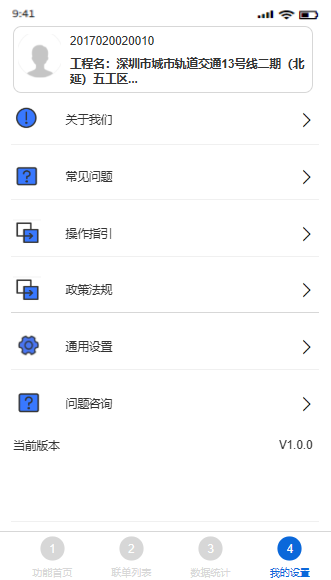 9:41
2017020020010
工程名：深圳市城市轨道交通13号线二期（北
延）五工区...
关于我们
常见问题
操作指引
政策法规
通用设置
问题咨询
当前版本 V1.0.0
1 2 3 4
功能首页 联单列表 数据统计 我的设置